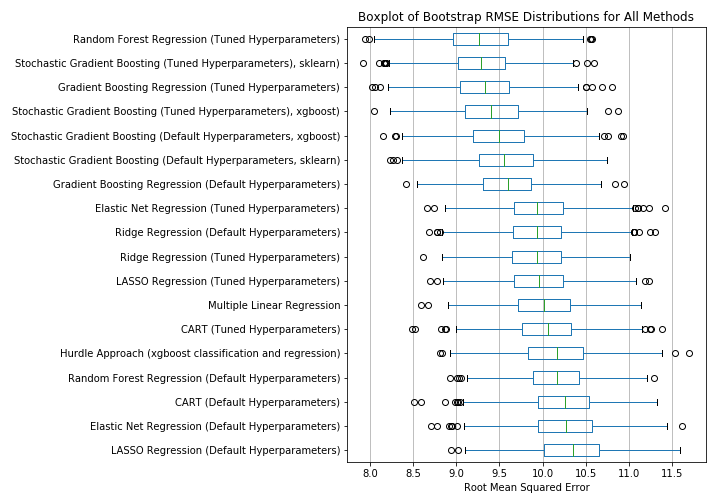 Boxplot of Bootstrap RMSE Distributions for All Methods
Random Forest Regression (Tuned Hyperparameters)
Stochastic Gradient Boosting (Tuned Hyperparameters), sklearn)
Gradient Boosting Regression (Tuned Hyperparameters)
Stochastic Gradient Boosting (Tuned Hyperparameters), xgboost)
Stochastic Gradient Boosting (Default Hyperparameters, xgboost)
Stochastic Gradient Boosting (Default Hyperparameters, sklearn)
Gradient Boosting Regression (Default Hyperparameters)
Elastic Net Regression (Tuned Hyperparameters)
Ridge Regression (Default Hyperparameters)
Ridge Regression (Tuned Hyperparameters)
LASSO Regression (Tuned Hyperparameters)
Multiple Linear Regression
CART (Tuned Hyperparameters)
Hurdle Approach (xgboost classification and regression)
Random Forest Regression (Default Hyperparameters)
CART (Default Hyperparameters)
Elastic Net Regression (Default Hyperparameters)
LASSO Regression (Default Hyperparameters)
8.0 8.5 9.0 9.5 10.0 10.5 11.0 11.5
Root Mean Squared Error